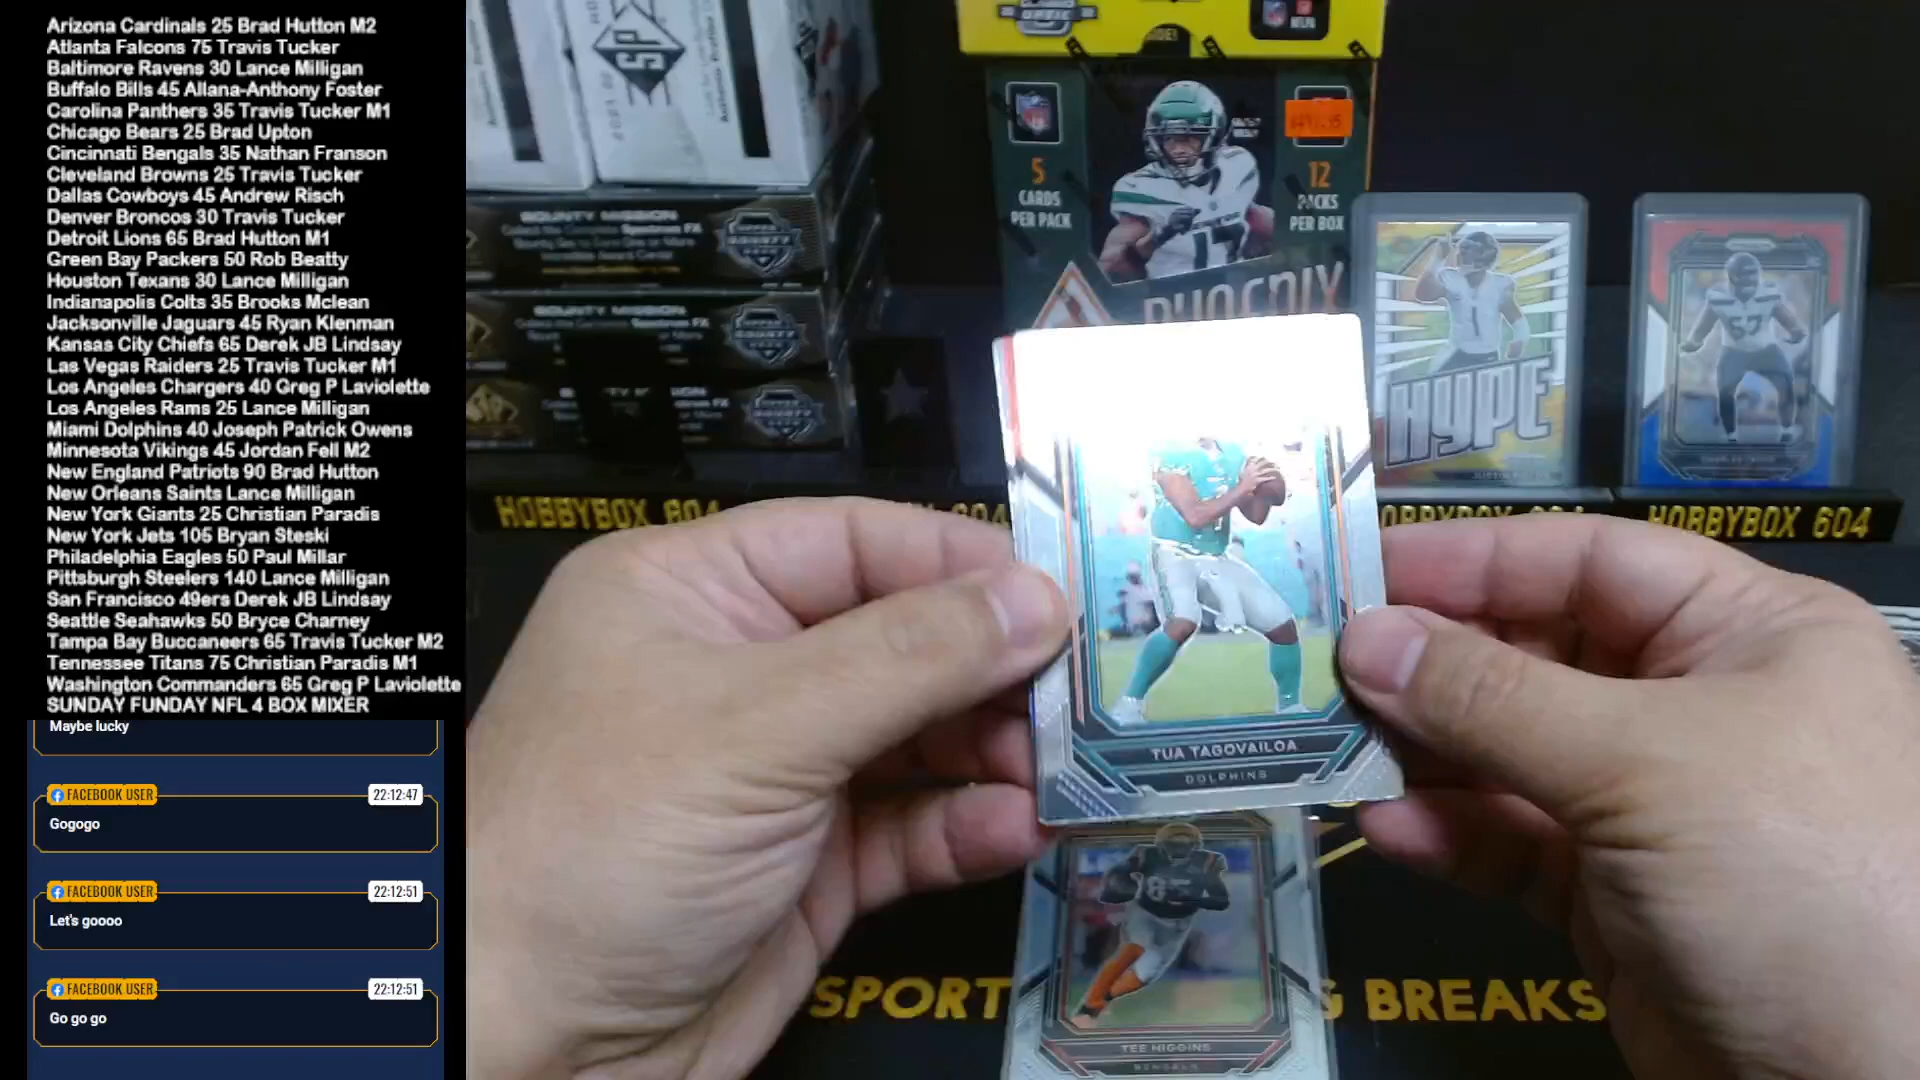 Arizona Cardinals 25 Brad Hutton M2
Atlanta Falcons 75 Travis Tucker
Baltimore Ravens 30 Lance Milligan
Buffalo Bills 45 Allana-Anthony Foster
Carolina Panthers 35 Travis Tucker M1
Chicago Bears 25 Brad Upton
Cincinnati Bengals 35 Nathan Franson
Cleveland Browns 25 Travis Tucker
Dallas Cowboys 45 Andrew Risch
Denver Broncos 30 Travis Tucker
Detroit Lions 65 Brad Hutton M1
Green Bay Packers 50 Rob Beatty
Houston Texans 30 Lance Milligan
Indianapolis Colts 35 Brooks Mclean
Jacksonville Jaguars 45 Ryan Klenman
Kansas City Chiefs 65 Derek JB Lindsay
Las Vegas Raiders 25 Travis Tucker M1
Los Angeles Chargers 40 Greg P Laviolette
Los Angeles Rams 25 Lance Milligan
Miami Dolphins 40 Joseph Patrick Owens
Minnesota Vikings 45 Jordan Fell M2
New England Patriots 90 Brad Hutton
New Orleans Saints Lance Milligan
New York Giants 25 Christian Paradis
New York Jets 105 Bryan Steski
Philadelphia Eagles 50 Paul Millar
Pittsburgh Steelers 140 Lance Milligan
San Francisco 49ers Derek JB Lindsay
Seattle Seahawks 50 Bryce Charney
Tampa Bay Buccaneers 65 Travis Tucker M2
Tennessee Titans 75 Christian Paradis M1
Washington Commanders 65 Greg P Laviolette
SUNDAY FUNDAY NFL 4 BOX MIXER
Maybe lucky
FACEBOOK USER 22:12:47
Gogogo
FACEBOOK USER 22:12:51
Let's goooo
FACEBOOK USER 22:12:51
Go go go
SP
BOUNTY MISSION
BOUNTY MISSION
OPTIC
5
CARDS
PER PACK
12
PACKS
PER BOX
PHOENIX
HYPE
HOBBYBOX 604
HOBBYBOX 604
TUA TAGOVAILOA
DOLPHINS
85
TEE HIGGINS
BENGALS
SPORT
BREAKS